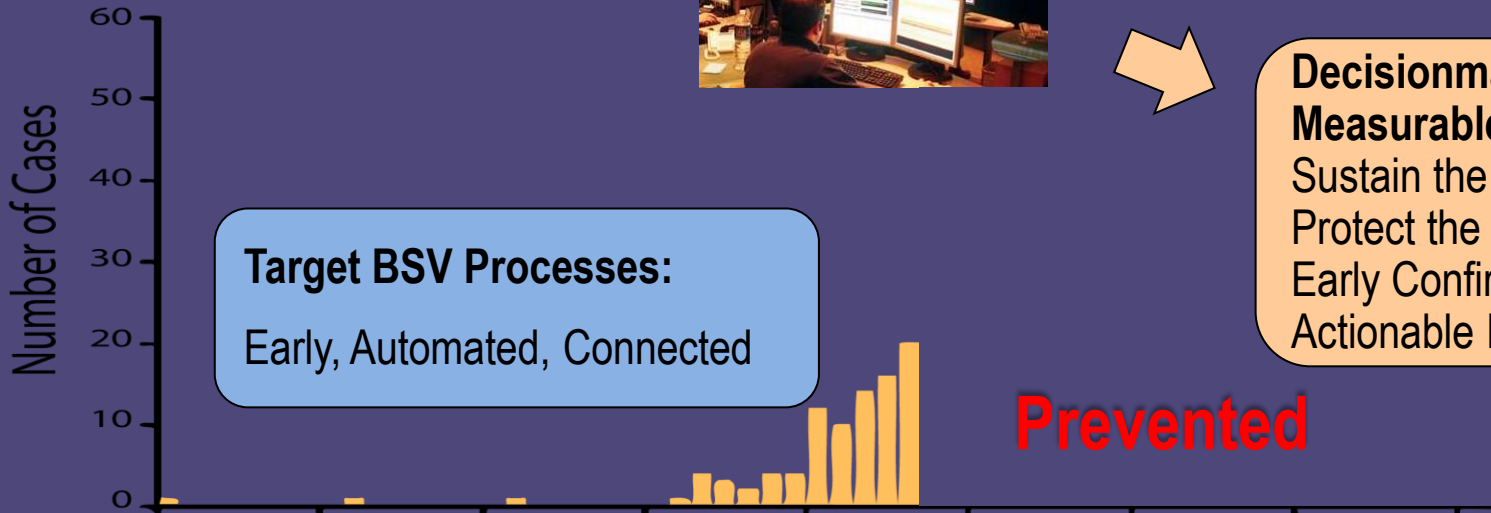 60
50
40
30
20
10
0
Number of Cases
Target BSV Processes:
Early, Automated, Connected
Sustain the
Protect the
Early
Actionable
Prevented